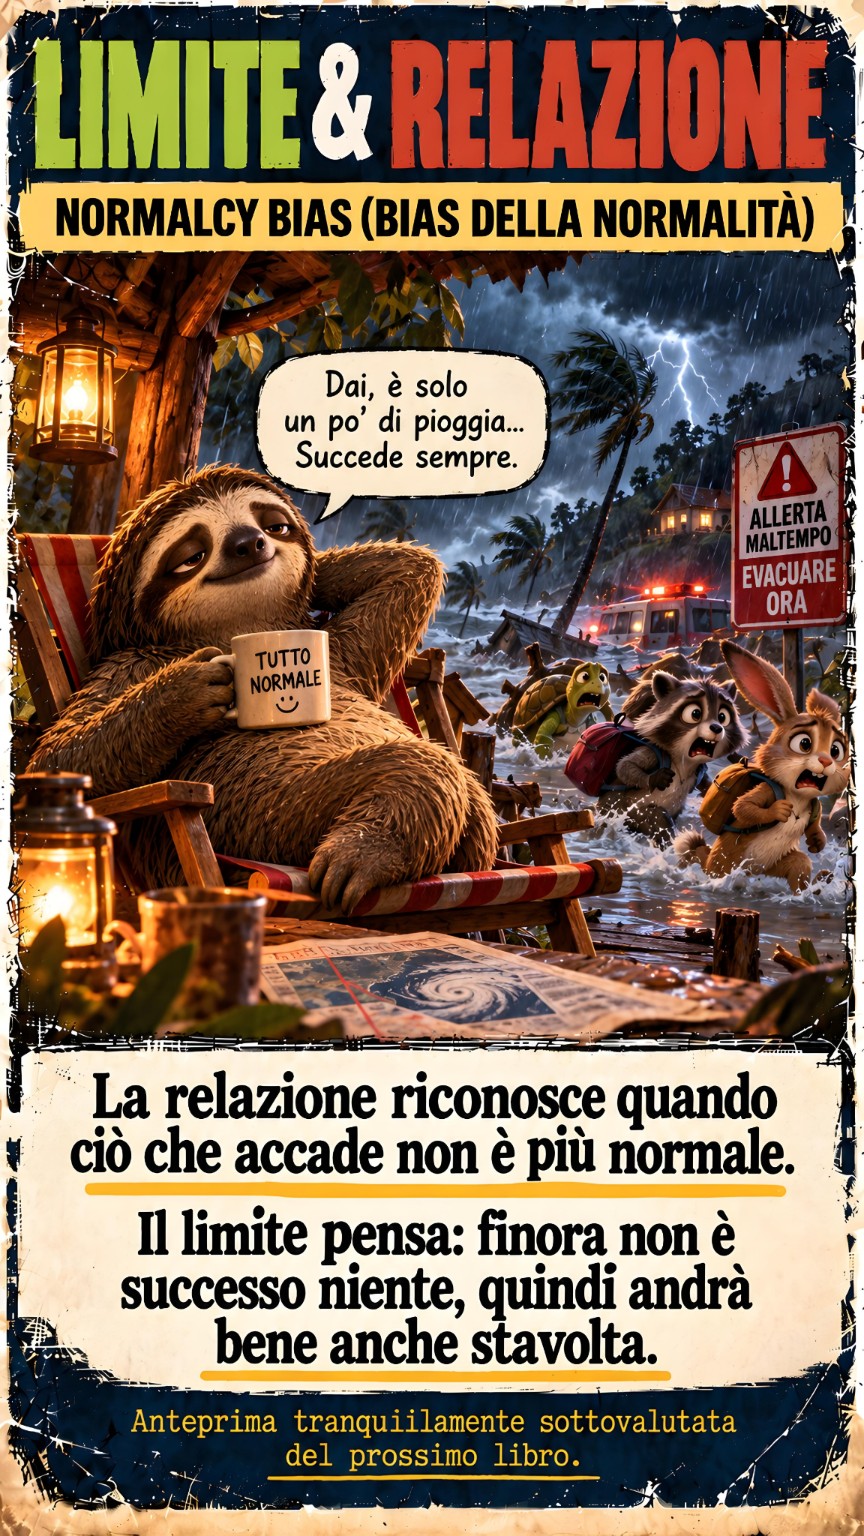 LIMITE & RELAZIONE
NORMALCY BIAS (BIAS DELLA NORMALITÀ)
Dai, è solo
un po' di pioggia...
Succede sempre.
ALLERTA
MALTEMPO
EVACUARE
ORA
TUTTO
NORMALE
La relazione riconosce quando
ciò che accade non è più normale.
Il limite pensa: finora non è
successo niente, quindi andrà
bene anche stavolta.
Anteprima tranquiilamente sottovalutata
del prossimo libro.